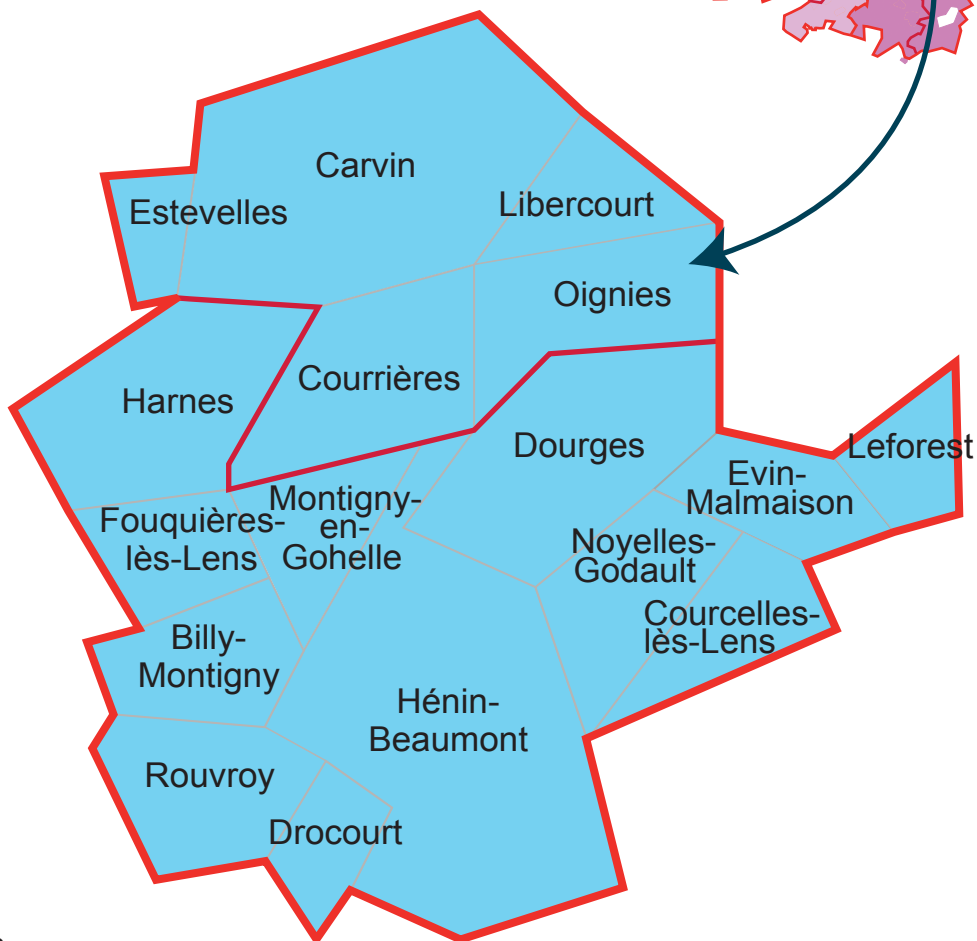 Carvin
Estevelles
Libercourt
Oignies
Harnes
Courrières
Dourges
Leforest
Evin-
Malmaison
Montigny-
en-
Gohelle
Fouquières-
lès-Lens
Noyelles-
Godault
Courcelles-
lès-Lens
Billy-
Montigny
Hénin-
Beaumont
Rouvroy
Drocourt